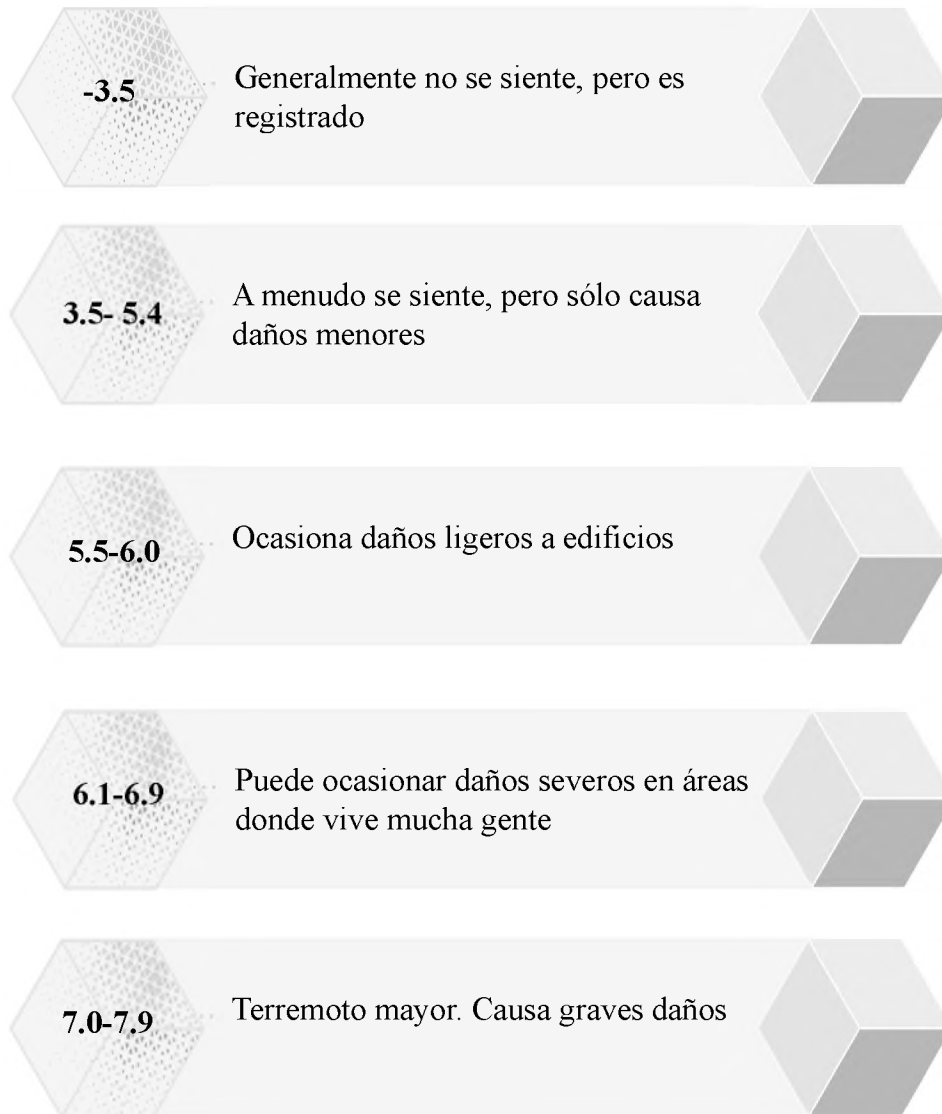 -3.5
Generalmente no se siente, pero es
registrado
3.5- 5.4
A menudo se siente, pero sólo causa
daños menores
5.5-6.0
Ocasiona daños ligeros a edificios
6.1-6.9
Puede ocasionar daños severos en áreas
donde vive mucha gente
7.0-7.9
Terremoto mayor. Causa graves daños